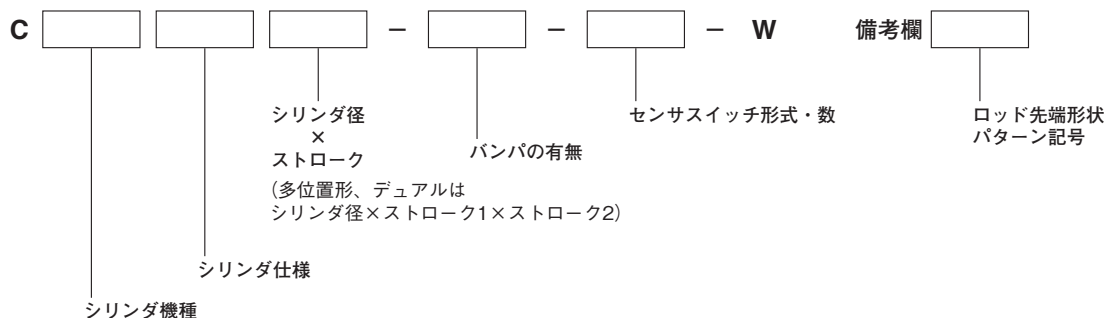 C － － － W 備考欄
シリンダ径
×
ストローク
(多位置形、デュアルは
シリンダ径×ストローク1×ストローク2)
バンパの有無
センサスイッチ形式・数
ロッド先端形状
パターン記号
シリンダ仕様
シリンダ機種